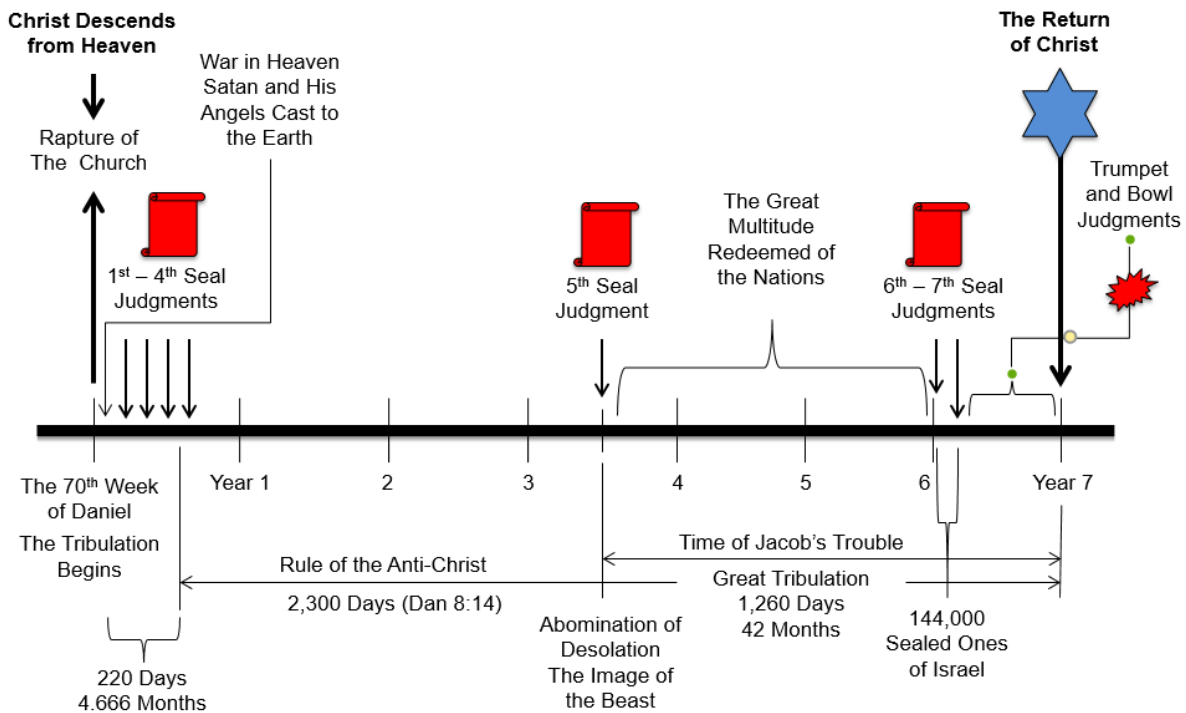 Christ Descends
from Heaven
Rapture of
The Church
War in Heaven
Satan and His
Angels Cast to
the Earth
1st – 4th Seal
Judgments
5th Seal
Judgment
The Great
Multitude
Redeemed of
the Nations
6th – 7th Seal
Judgments
The Return
of Christ
Trumpet
and Bowl
Judgments
The 70th Week
of Daniel
The Tribulation
Begins
Year 1
2
3
4
5
6
Year 7
Time of Jacob's Trouble
Rule of the Anti-Christ
2,300 Days (Dan 8:14)
Great Tribulation
1,260 Days
42 Months
220 Days
4.666 Months
Abomination of
Desolation
The Image of
the Beast
144,000
Sealed Ones
of Israel